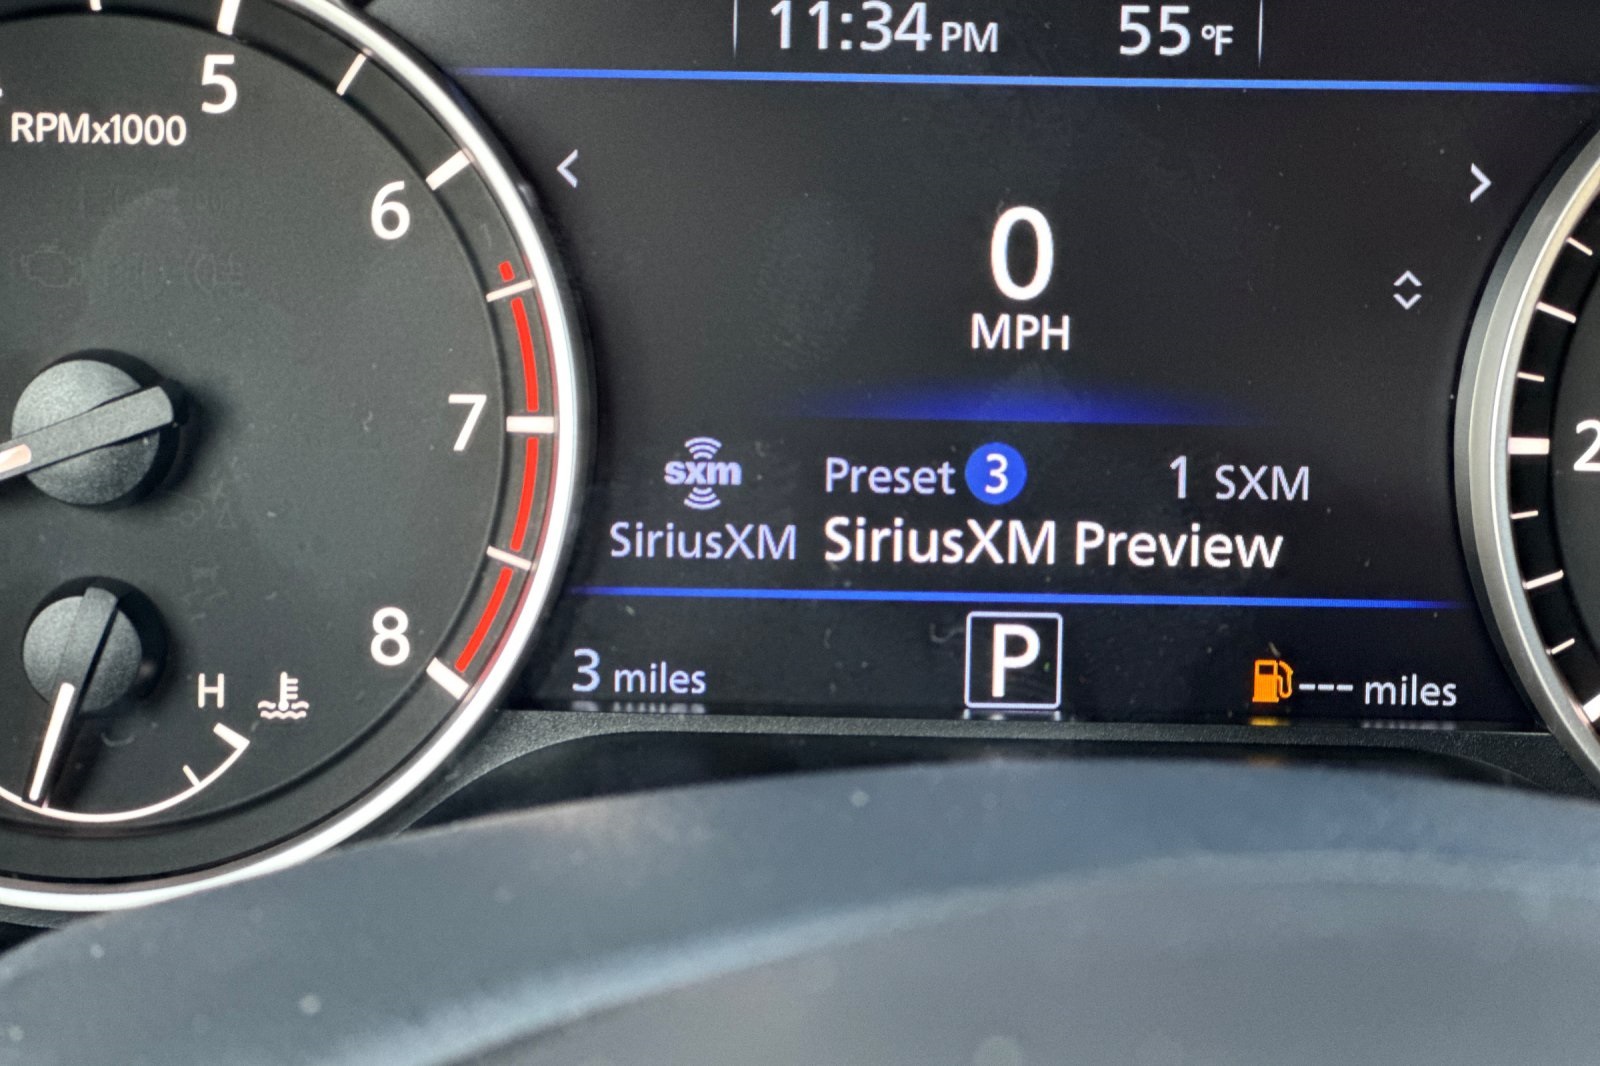 11:34 PM 55 °F
5
RPMx1000
6
0
MPH
7
sxm Preset 3 1 SXM
SiriusXM SiriusXM Preview
8
2
H
3 miles P --- miles